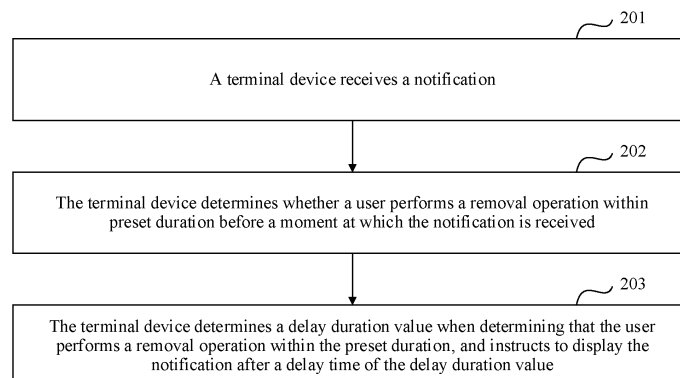 201
A terminal device receives a notification
202
The terminal device determines whether a user performs a removal operation within
preset duration before a moment at which the notification is received
203
The terminal device determines a delay duration value when determining that the user
performs a removal operation within the preset duration, and instructs to display the
notification after a delay time of the delay duration value